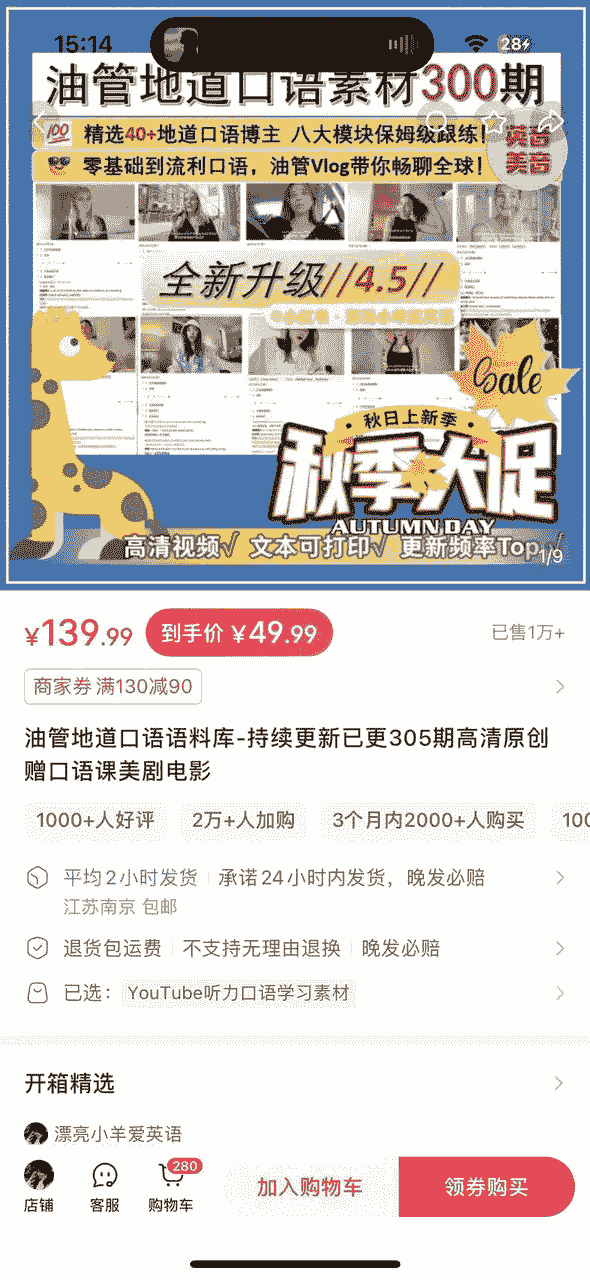 15:14
28
油管地道口语素材300期
精选40+地道口语博主 八大模块保姆级跟练!
英音
美音
零基础到流利口语，油管Vlog带你畅聊全球!
全新升级//4.5//
Sale
秋日上新季
秋季大促
AUTUMN DAY
高清视频√ 文本可打印√ 更新频率Top√
1/9
¥139.99 到手价 ¥49.99
已售1万+
商家券 满130减90
油管地道口语语料库-持续更新已更305期高清原创
赠口语课美剧电影
1000+人好评 2万+人加购 3个月内2000+人购买 100
平均2小时发货 承诺24小时内发货，晚发必赔
江苏南京 包邮
退货包运费 不支持无理由退换 晚发必赔
已选： YouTube听力口语学习素材
开箱精选
漂亮小羊爱英语
280
店铺 客服 购物车 加入购物车 领券购买